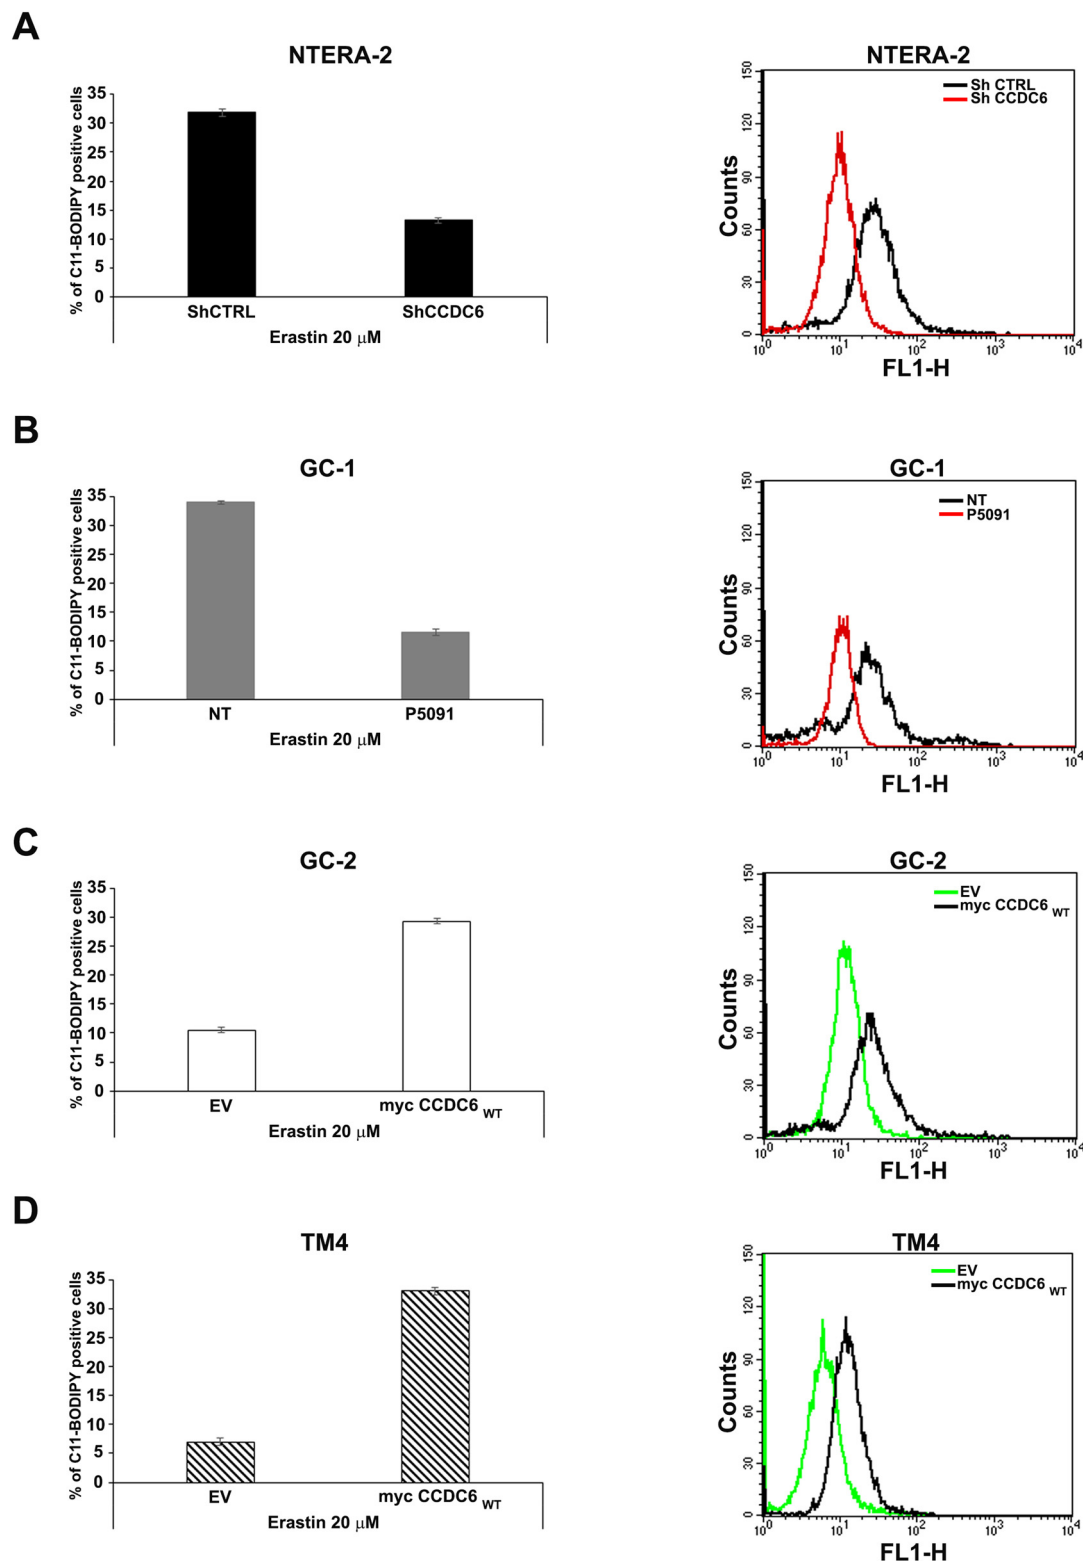 A
NTERA-2
% of C11-BODIPY positive cells
35
30
25
20
15
10
5
0
ShCTRL ShCCDC6
Erastin 20 μM
NTERA-2
Sh CTRL
Sh CCDC6
Counts
150
120
90
60
30
0
10^0 10^1 10^2 10^3 10^4
FL1-H
B
GC-1
% of C11-BODIPY positive cells
35
30
25
20
15
10
5
0
NT P5091
Erastin 20 μM
GC-1
NT
P5091
Counts
150
120
90
60
30
0
10^0 10^1 10^2 10^3 10^4
FL1-H
C
GC-2
% of C11-BODIPY positive cells
35
30
25
20
15
10
5
0
EV myc CCDC6 WT
Erastin 20 μM
GC-2
EV
myc CCDC6 WT
Counts
150
120
90
60
30
0
10^0 10^1 10^2 10^3 10^4
FL1-H
D
TM4
% of C11-BODIPY positive cells
35
30
25
20
15
10
5
0
EV myc CCDC6 WT
Erastin 20 μM
TM4
EV
myc CCDC6 WT
Counts
150
120
90
60
30
0
10^0 10^1 10^2 10^3 10^4
FL1-H